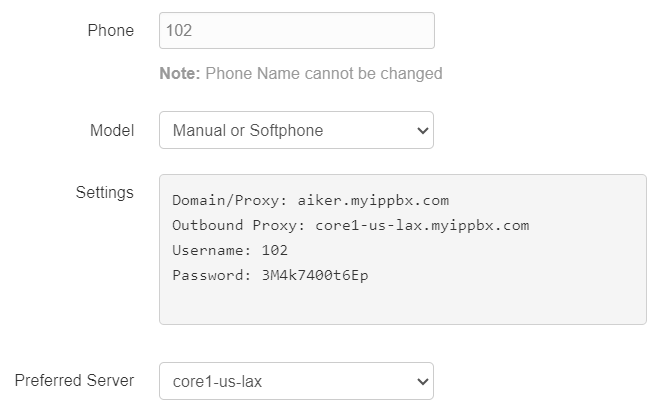 Phone 102
Note: Phone Name cannot be changed
Model Manual or Softphone
Settings
Domain/Proxy: aiker.myippbx.com
Outbound Proxy: core1-us-lax.myippbx.com
Username: 102
Password: 3M4k7400t6Ep
Preferred Server core1-us-lax